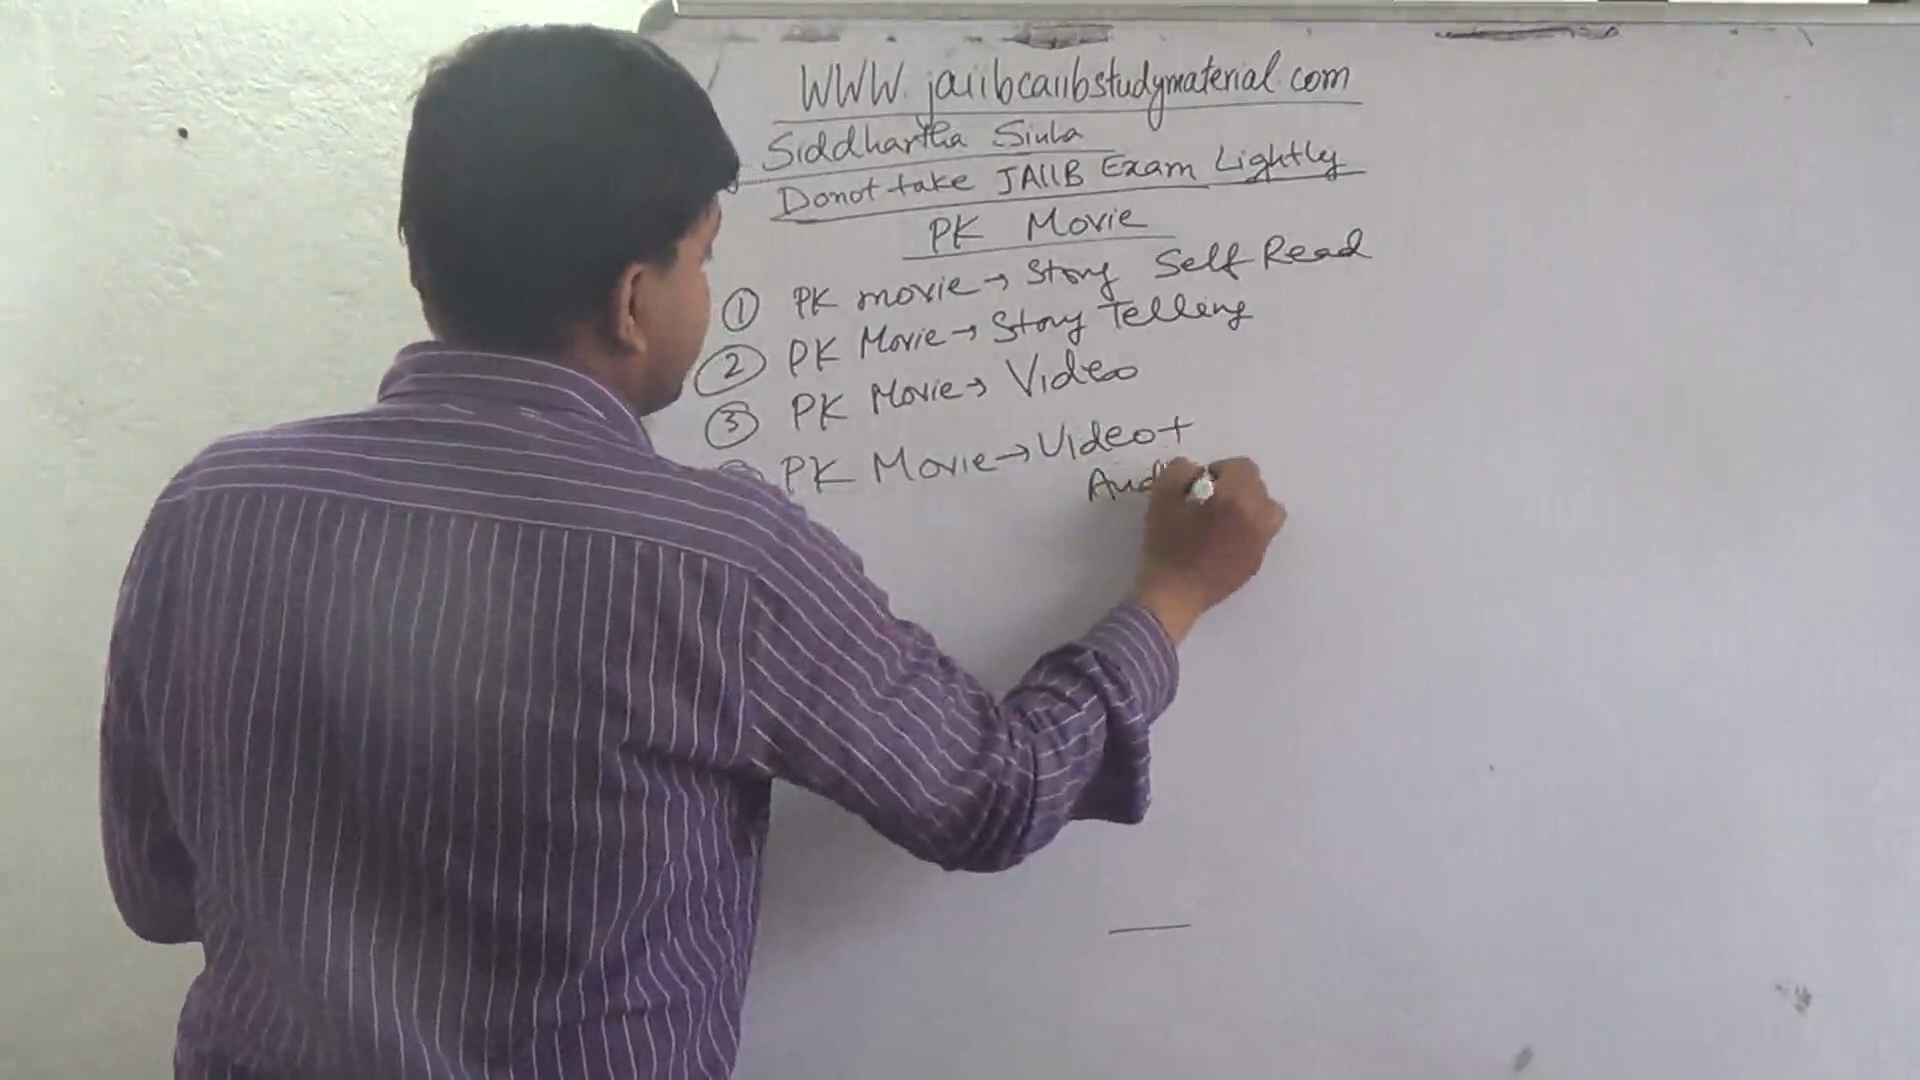 WWW.jaiibcaiibstudymaterial.com
Siddhartha Sinha
Donot take JAIIB Exam Lightly
PK Movie
① PK movie → Story Self Read
② PK Movie → Story Telling
③ PK Movie → Video
PK Movie → Video +
Aud